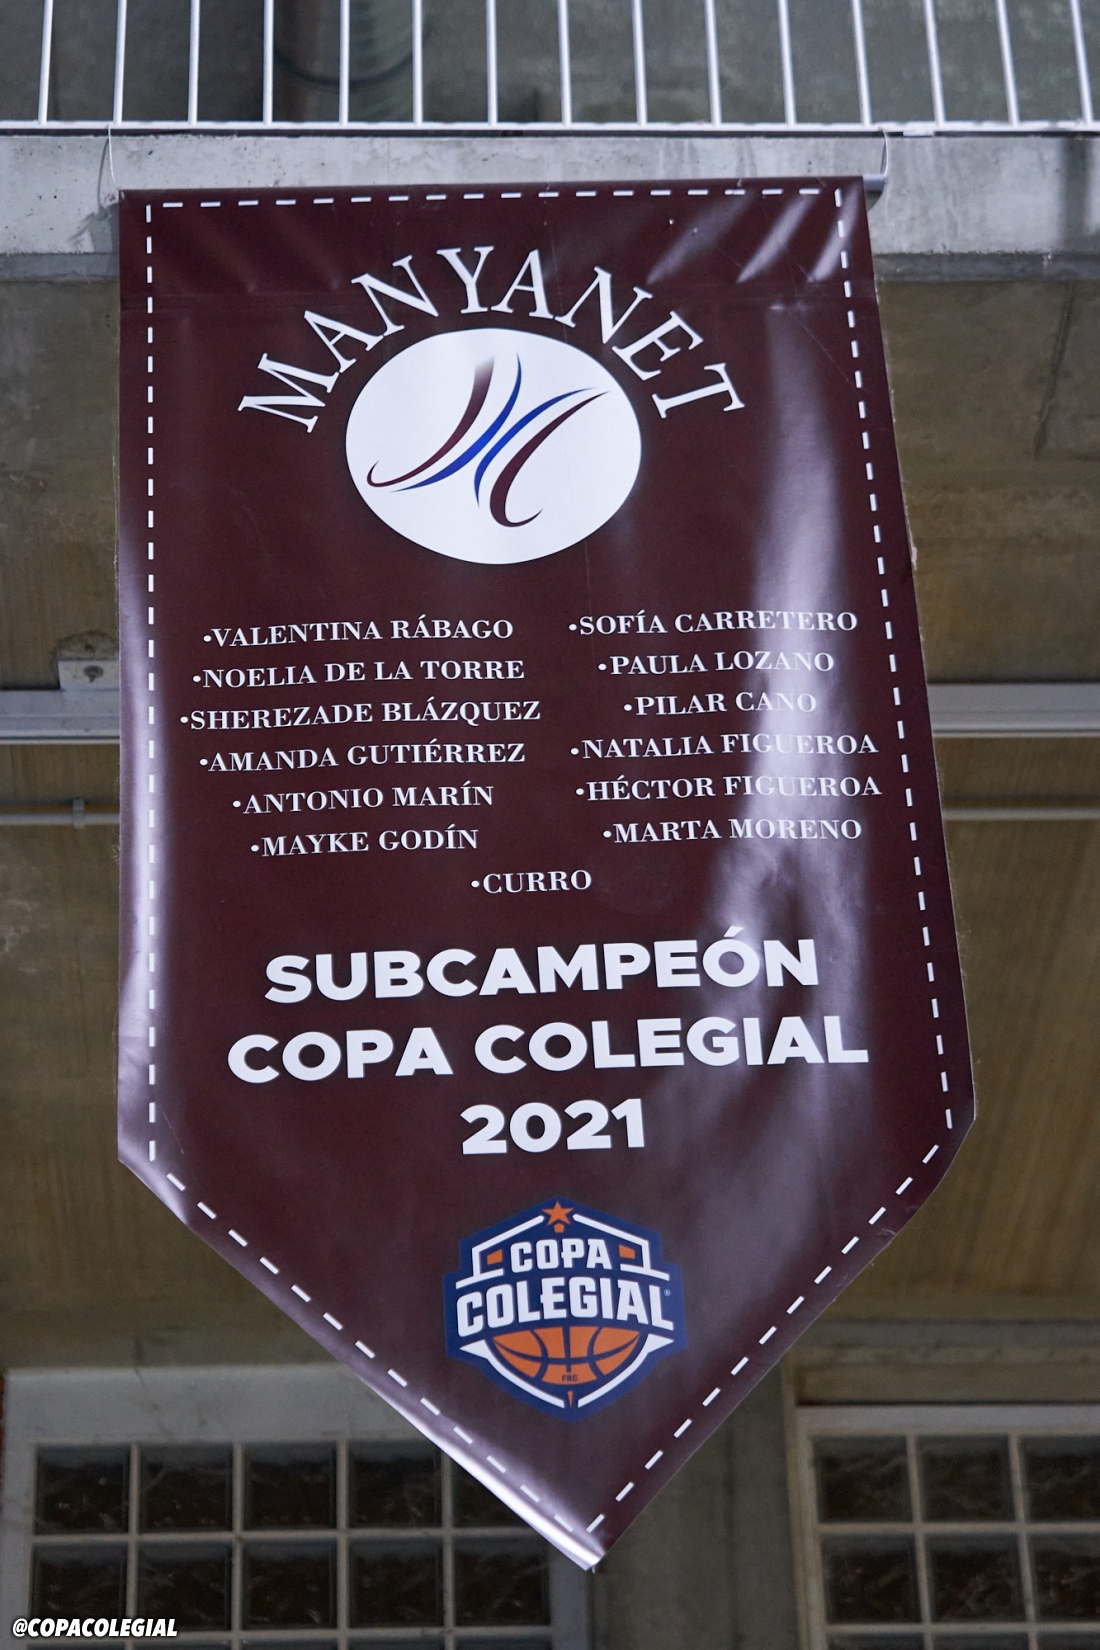 MANYANET
•VALENTINA RÁBAGO
•NOELIA DE LA TORRE
•SHEREZADE BLÁZQUEZ
•AMANDA GUTIÉRREZ
•ANTONIO MARÍN
•MAYKE GODÍN
•SOFÍA CARRETERO
•PAULA LOZANO
•PILAR CANO
•NATALIA FIGUEROA
•HÉCTOR FIGUEROA
•MARTA MORENO
•CURRO
SUBCAMPEÓN
COPA COLEGIAL
2021
COPA
COLEGIAL®
@COPACOLEGIAL